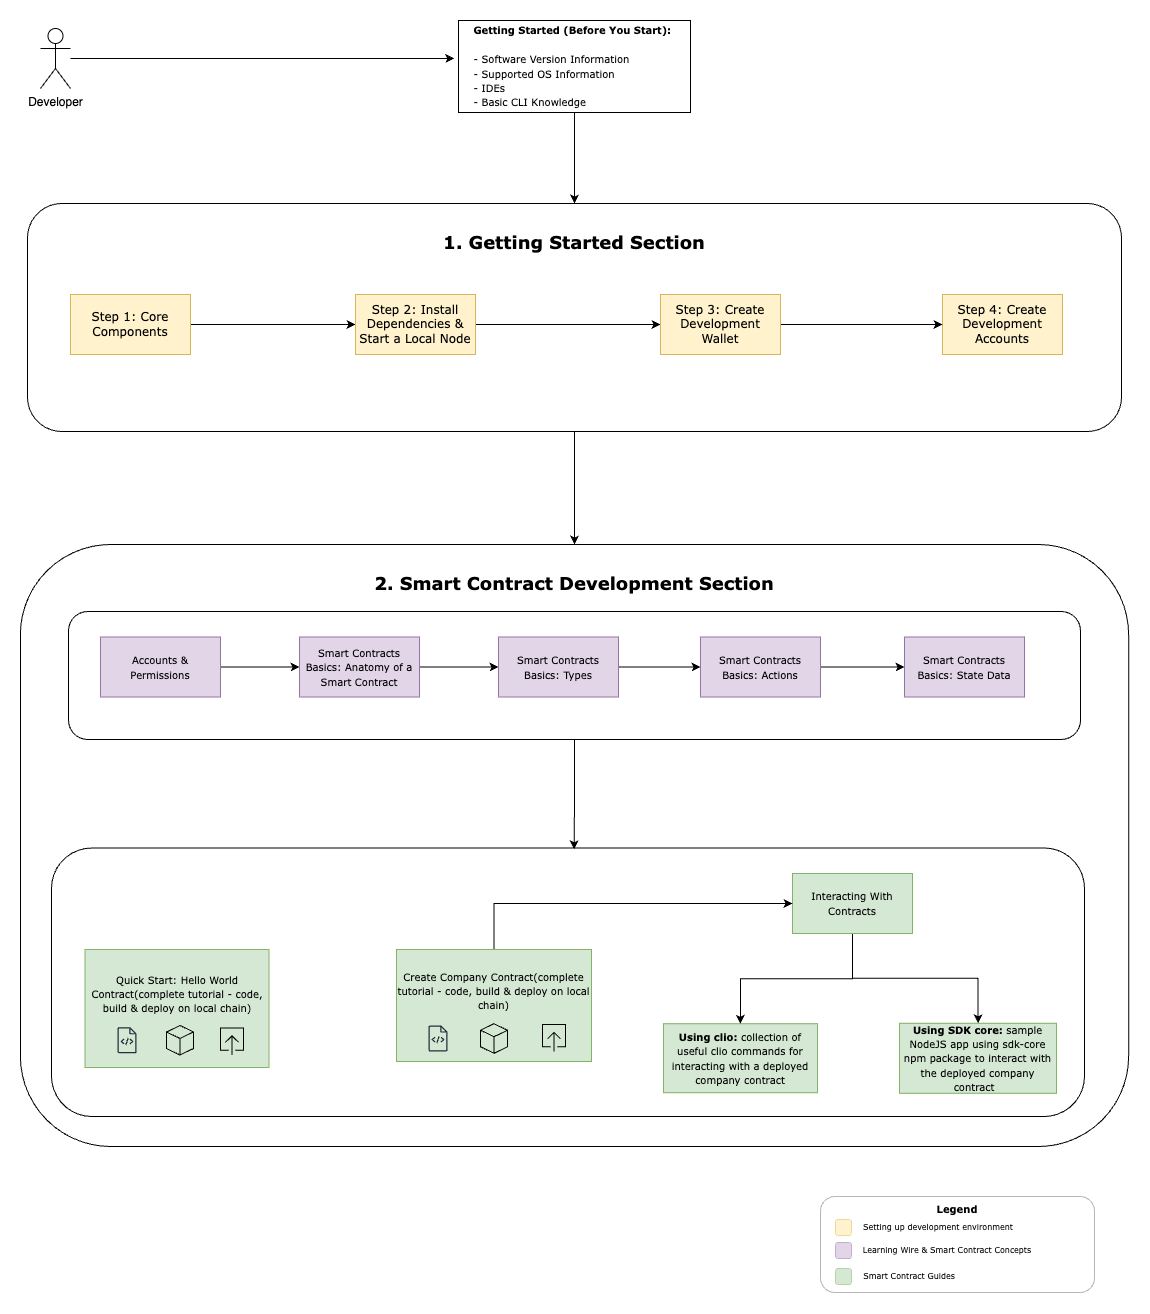 Developer
Getting Started (Before You Start):
- Software Version Information
- Supported OS Information
- IDEs
- Basic CLI Knowledge
1. Getting Started Section
Step 1: Core
Components
Step 2: Install
Dependencies &
Start a Local Node
Step 3: Create
Development
Wallet
Step 4: Create
Development
Accounts
2. Smart Contract Development Section
Accounts &
Permissions
Smart Contracts
Basics: Anatomy of a
Smart Contract
Smart Contracts
Basics: Types
Smart Contracts
Basics: Actions
Smart Contracts
Basics: State Data
Quick Start: Hello World
Contract(complete tutorial - code,
build & deploy on local chain)
Create Company Contract(complete
tutorial - code, build & deploy on local
chain)
Interacting With
Contracts
Using clio: collection of
useful clio commands for
interacting with a deployed
company contract
Using SDK core: sample
NodeJS app using sdk-core
npm package to interact with
the deployed company
contract
Legend
Setting up development environment
Learning Wire & Smart Contract Concepts
Smart Contract Guides